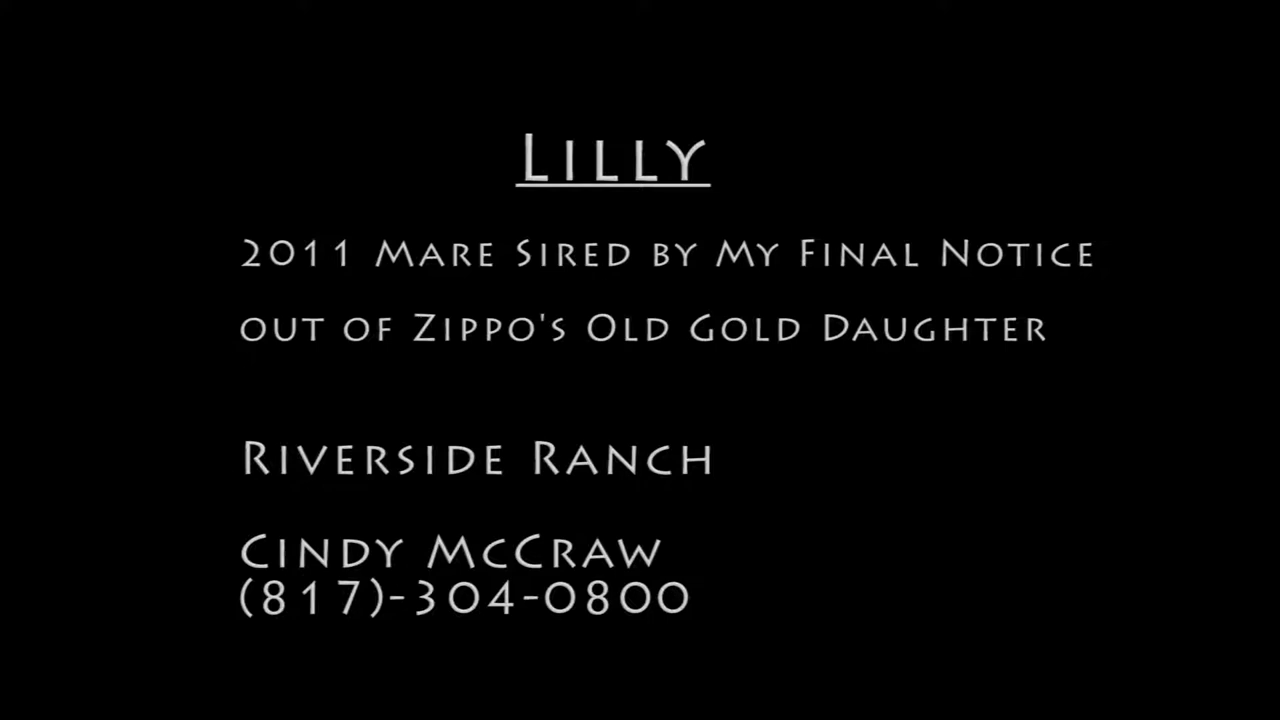 Lilly
2011 Mare Sired by My Final Notice
out of Zippo's Old Gold Daughter
Riverside Ranch
Cindy McCraw
(817)-304-0800